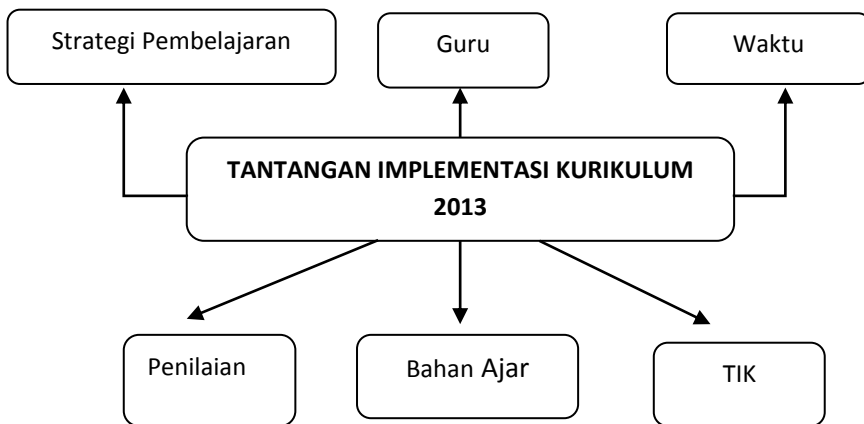 Strategi Pembelajaran
Guru
Waktu
TANTANGAN IMPLEMENTASI KURIKULUM
2013
Penilaian
Bahan Ajar
TIK